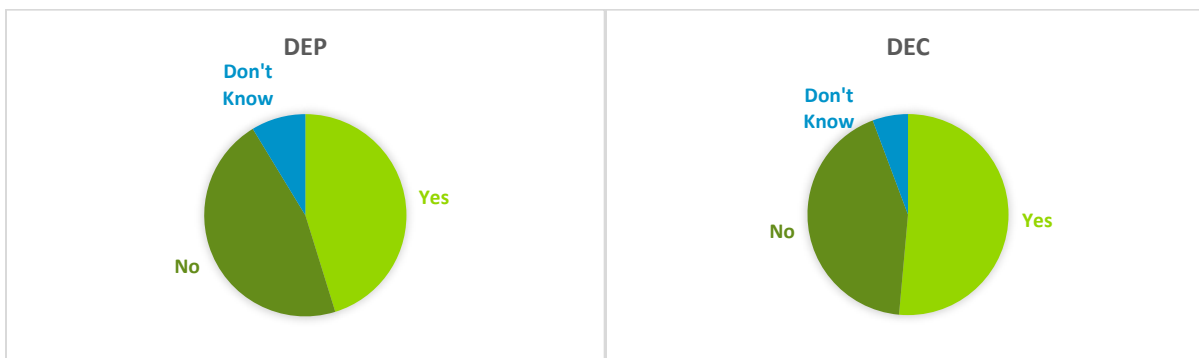 DEP
Don't
Know
Yes
No
DEC
Don't
Know
Yes
No